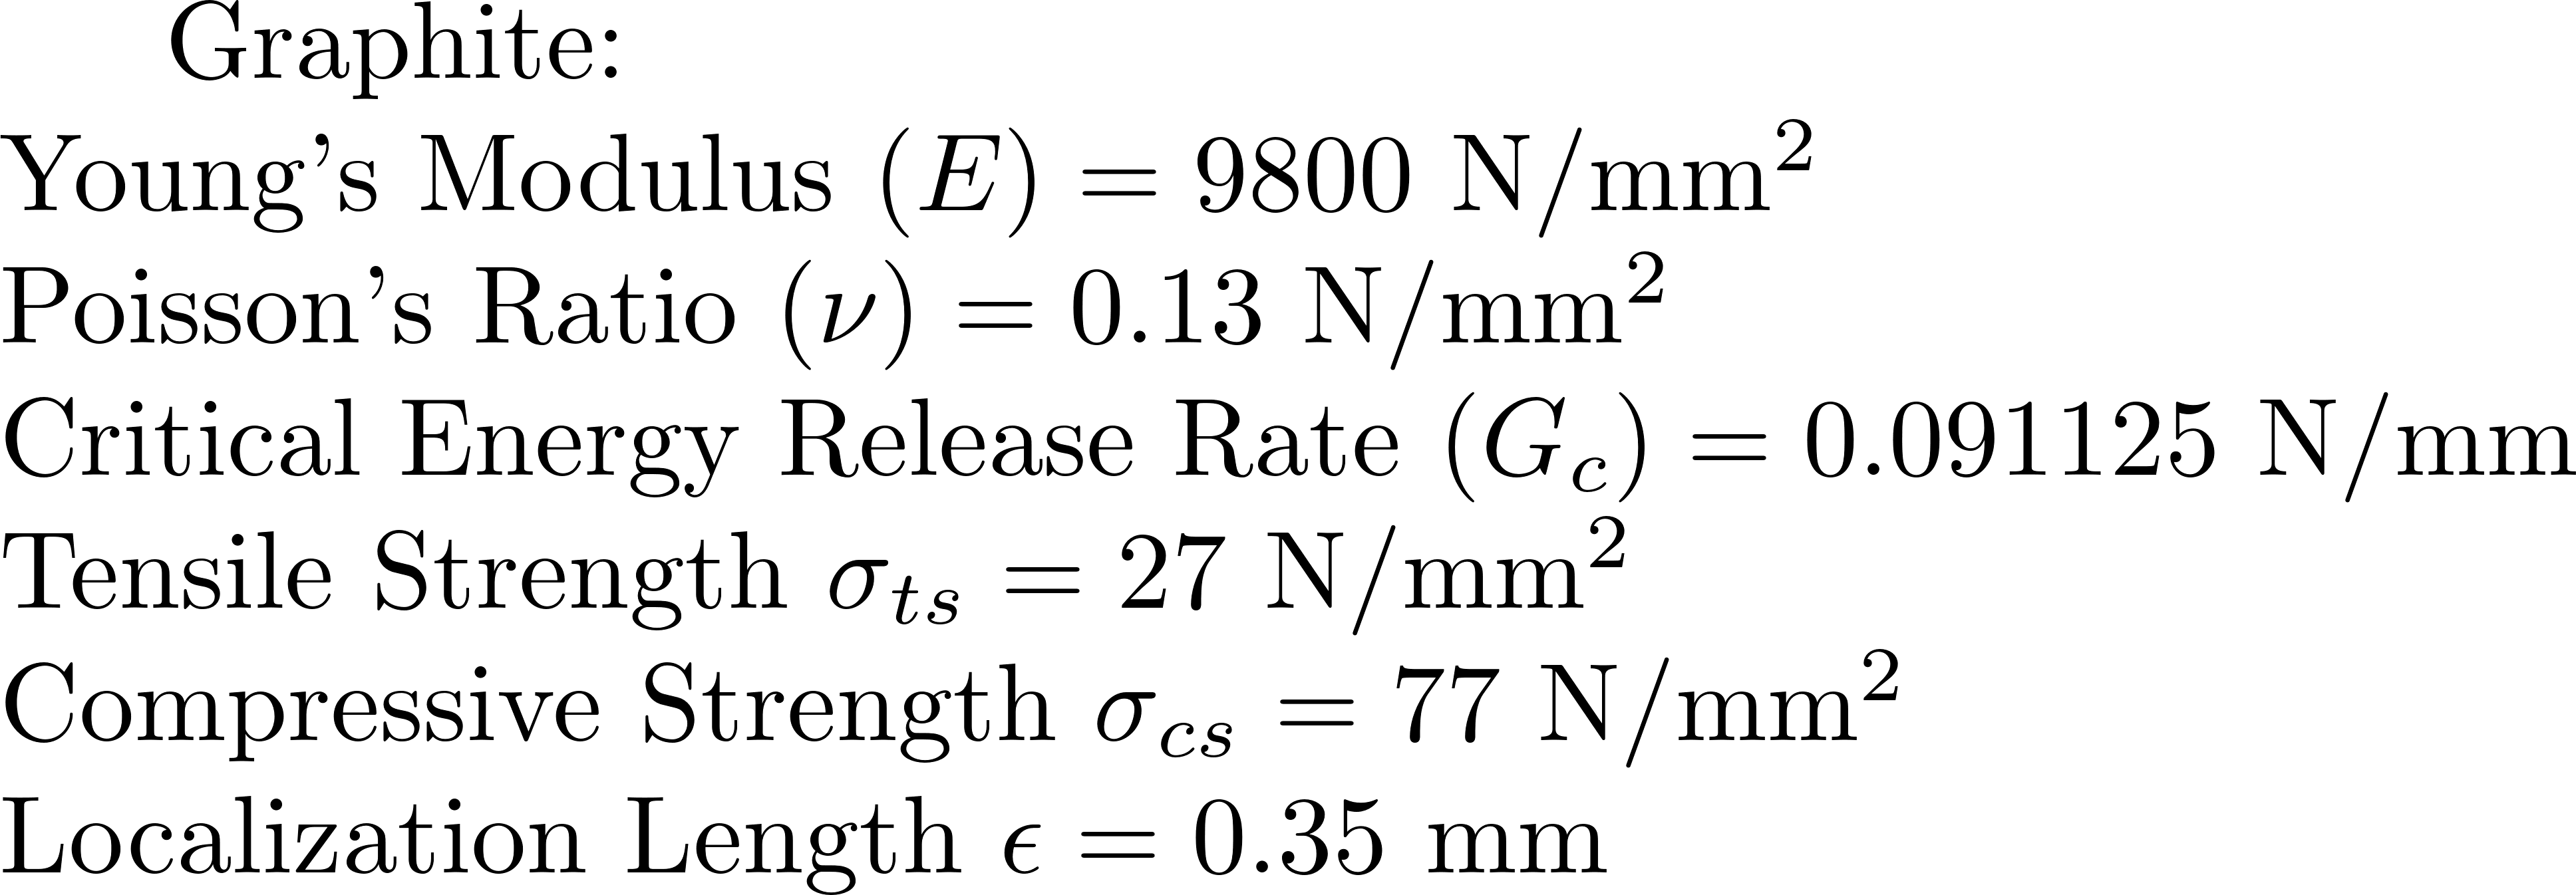 Graphite:
Young's Modulus (E) = 9800 N/mm²
Poisson's Ratio (ν) = 0.13 N/mm²
Critical Energy Release Rate (G_c) = 0.091125 N/mm
Tensile Strength σ_ts = 27 N/mm²
Compressive Strength σ_cs = 77 N/mm²
Localization Length ϵ = 0.35 mm